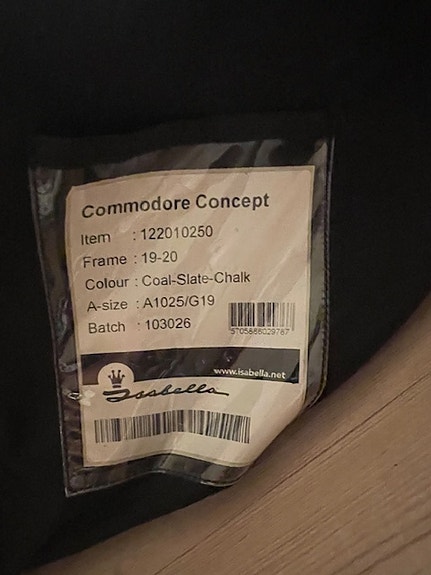 Commodore Concept
Item : 122010250
Frame : 19-20
Colour : Coal-Slate-Chalk
A-size : A1025/G19
Batch : 103026
5705888029787
www.isabella.net
Isabella